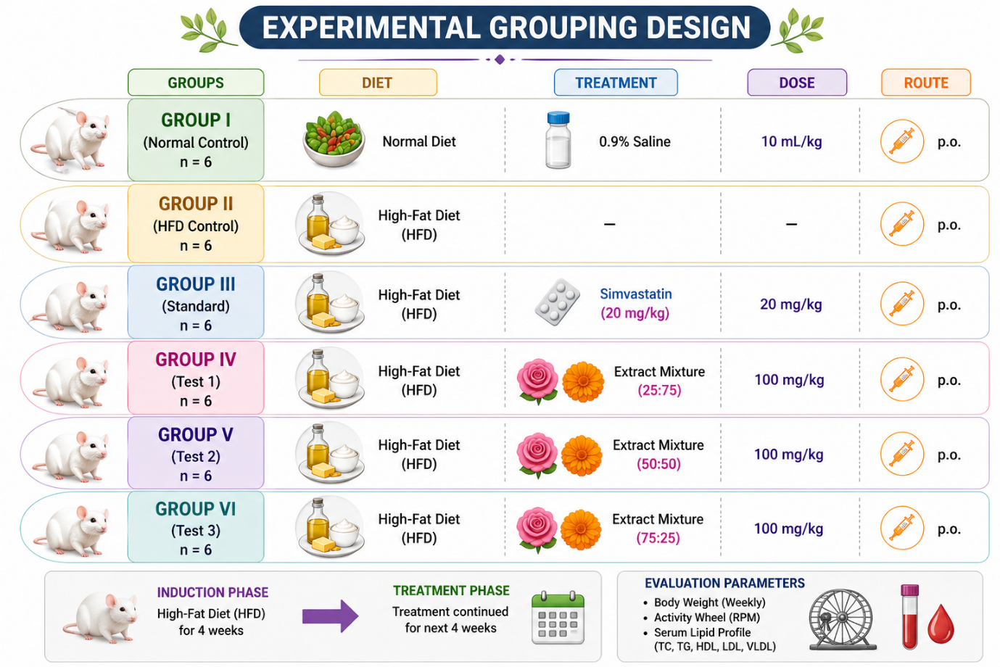 EXPERIMENTAL GROUPING DESIGN
GROUPS
DIET
TREATMENT
DOSE
ROUTE
GROUP I
(Normal Control)
n = 6
Normal Diet
0.9% Saline
10 mL/kg
p.o.
GROUP II
(HFD Control)
n = 6
High-Fat Diet
(HFD)
–
–
p.o.
GROUP III
(Standard)
n = 6
High-Fat Diet
(HFD)
Simvastatin
(20 mg/kg)
20 mg/kg
p.o.
GROUP IV
(Test 1)
n = 6
High-Fat Diet
(HFD)
Extract Mixture
(25:75)
100 mg/kg
p.o.
GROUP V
(Test 2)
n = 6
High-Fat Diet
(HFD)
Extract Mixture
(50:50)
100 mg/kg
p.o.
GROUP VI
(Test 3)
n = 6
High-Fat Diet
(HFD)
Extract Mixture
(75:25)
100 mg/kg
p.o.
INDUCTION PHASE
High-Fat Diet (HFD)
for 4 weeks
TREATMENT PHASE
Treatment continued
for next 4 weeks
EVALUATION PARAMETERS
• Body Weight (Weekly)
• Activity Wheel (RPM)
• Serum Lipid Profile
(TC, TG, HDL, LDL, VLDL)